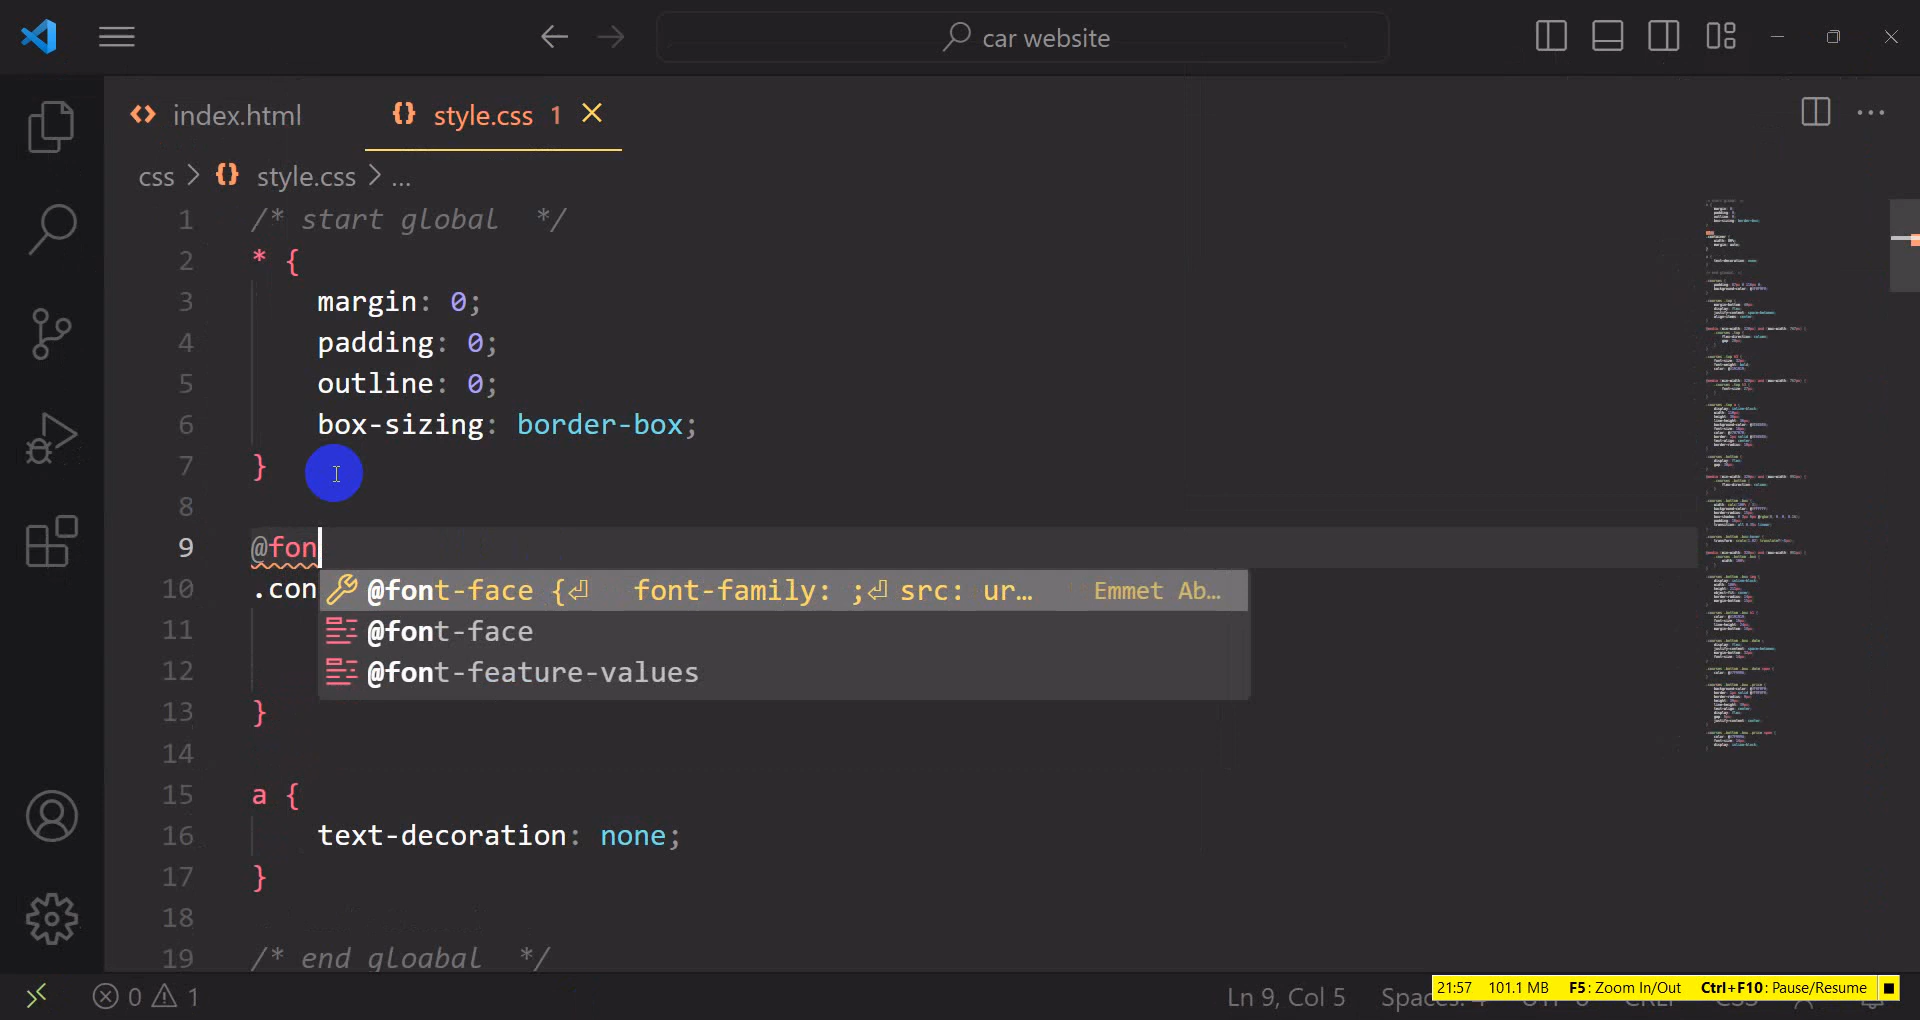 car website
index.html
style.css 1
css > style.css > ...
1 /* start global */
2 * {
3 margin: 0;
4 padding: 0;
5 outline: 0;
6 box-sizing: border-box;
7 }
8
9 @fon
10 .con
@font-face {⏎ font-family: ;⏎ src: ur... Emmet Ab...
11 @font-face
12 @font-feature-values
13 }
14
15 a {
16 text-decoration: none;
17 }
18
19 /* end gloabal */
0 1
Ln 9, Col 5
21:57 101.1 MB F5: Zoom In/Out Ctrl+F10: Pause/Resume